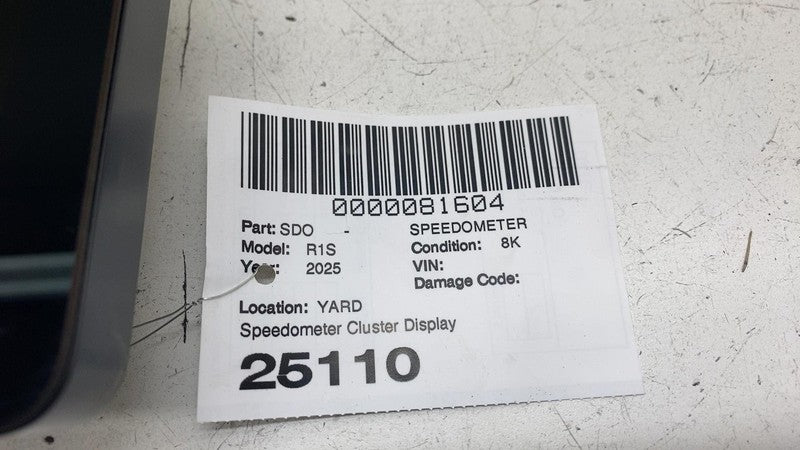 0000081604
Part: SDO - SPEEDOMETER
Model: R1S Condition: 8K
Year: 2025 VIN:
Damage Code:
Location: YARD
Speedometer Cluster Display
25110